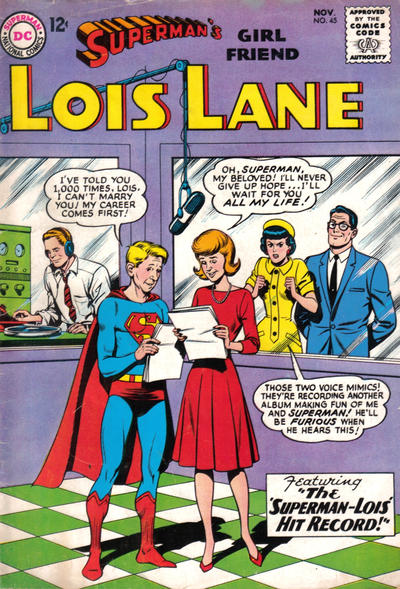 SUPERMAN
DC
NATIONAL COMICS
12¢
SUPERMAN'S
GIRL
FRIEND
LOIS LANE
NOV.
NO. 45
APPROVED
BY THE
COMICS
CODE
CA
AUTHORITY
I'VE TOLD YOU
1,000 TIMES, LOIS,
I CAN'T MARRY
YOU! MY CAREER
COMES FIRST!
OH, SUPERMAN,
MY BELOVED! I'LL NEVER
GIVE UP HOPE... I'LL
WAIT FOR YOU
ALL MY LIFE!
S
THOSE TWO VOICE MIMICS!
THEY'RE RECORDING ANOTHER
ALBUM MAKING FUN OF ME
AND SUPERMAN! HE'LL
BE FURIOUS WHEN
HE HEARS THIS!
Featuring
"The
'SUPERMAN-LOIS'
HIT RECORD!"